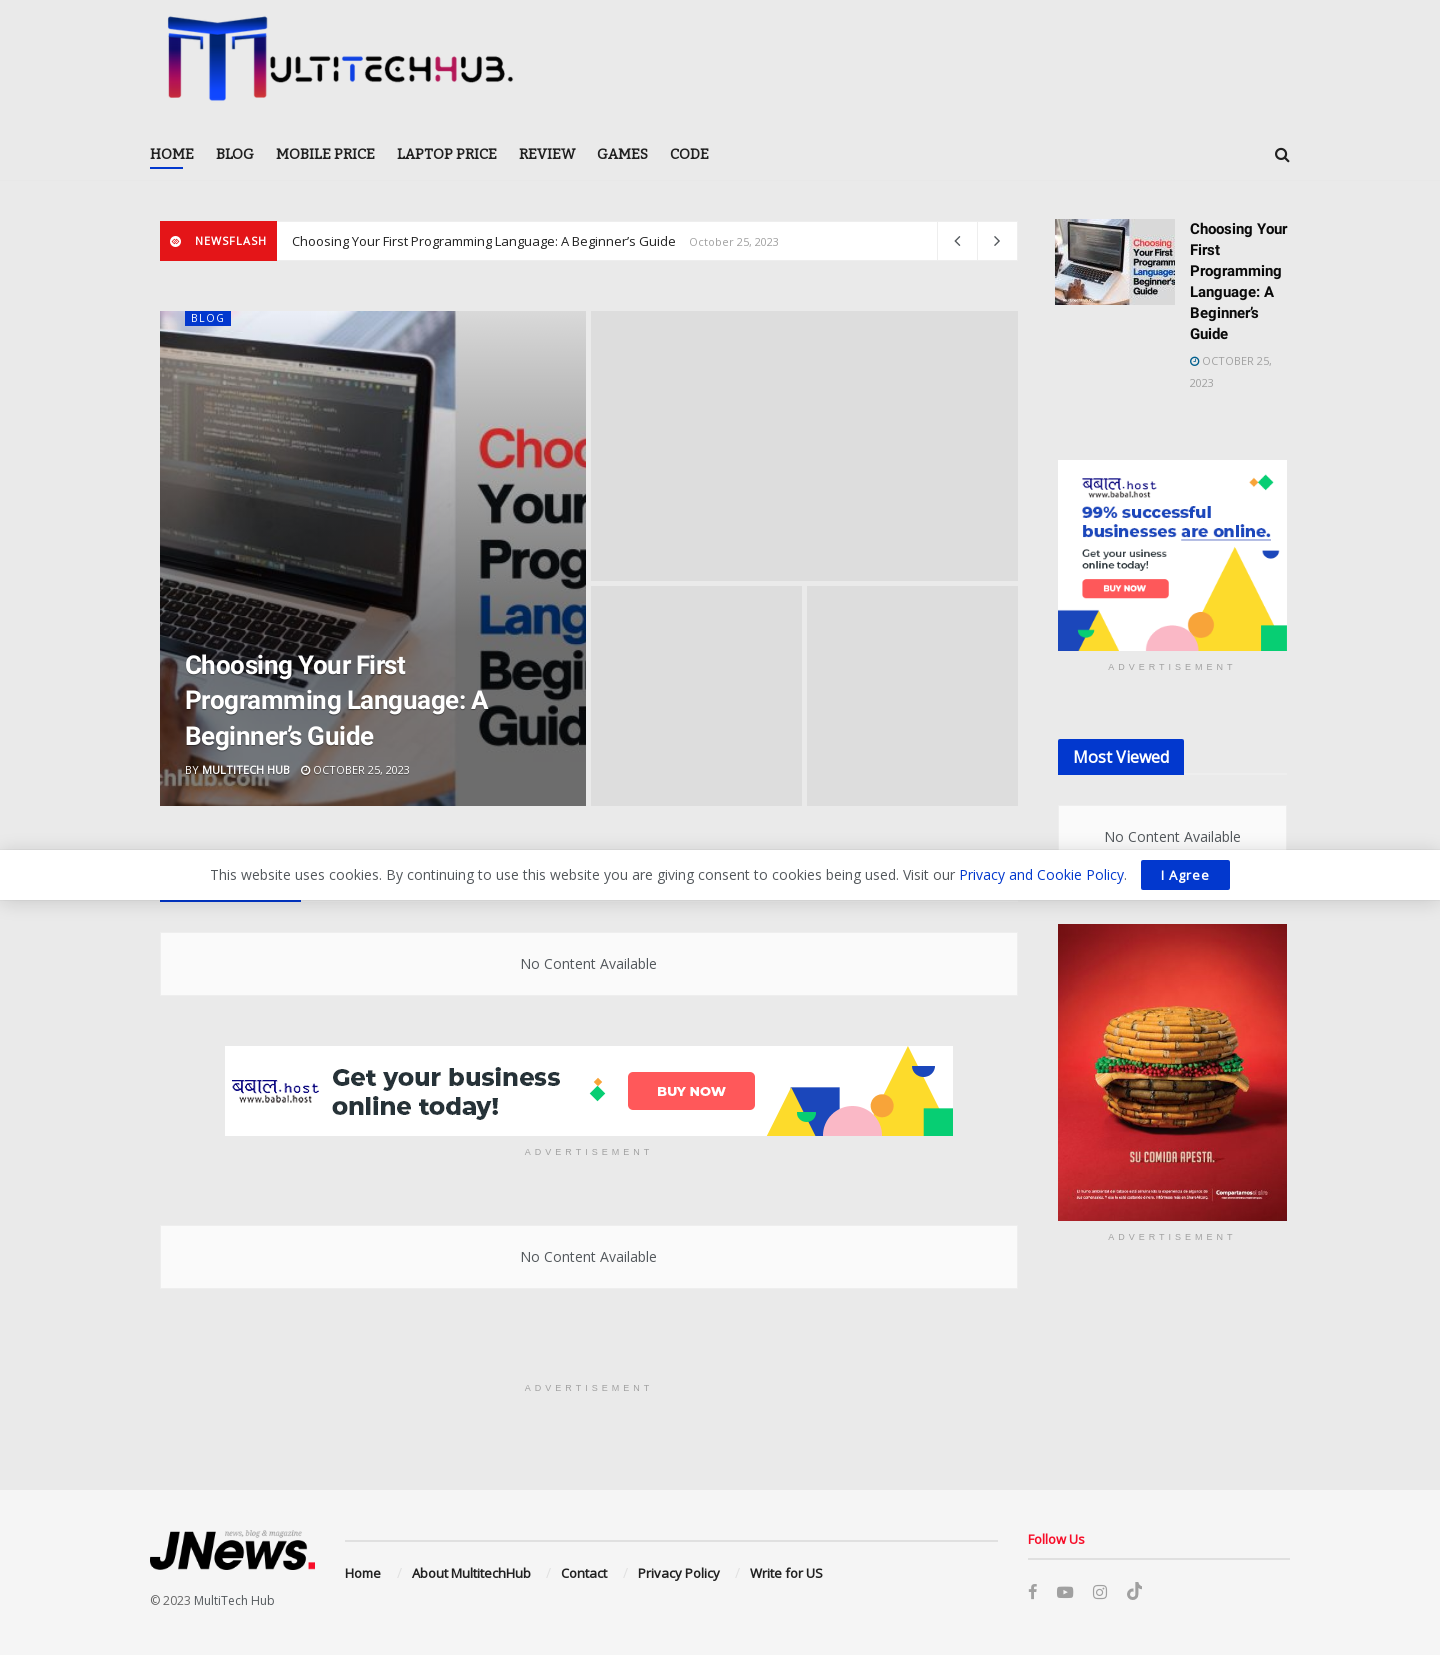 MULTITECHHUB.
HOME BLOG MOBILE PRICE LAPTOP PRICE REVIEW GAMES CODE
NEWSFLASH Choosing Your First Programming Language: A Beginner’s Guide October 25, 2023
BLOG
Choosing Your First
Programming Language: A
Beginner’s Guide
BY MULTITECH HUB OCTOBER 25, 2023
Choosing
Your First
Language:
Guide
Choosing Your
First
Programming
Language: A
Beginner’s
Guide
OCTOBER 25,
2023
बबाल.host
www.babal.host
99% successful
businesses are online.
Get your usiness
online today!
BUY NOW
ADVERTISEMENT
Most Viewed
No Content Available
This website uses cookies. By continuing to use this website you are giving consent to cookies being used. Visit our Privacy and Cookie Policy. I Agree
No Content Available
बबाल.host
www.babal.host
Get your business
online today!
BUY NOW
ADVERTISEMENT
No Content Available
ADVERTISEMENT
SU COMIDA APESTA.
ADVERTISEMENT
news, blog & magazine
JNews.
© 2023 MultiTech Hub
Home / About MultitechHub / Contact / Privacy Policy / Write for US
Follow Us